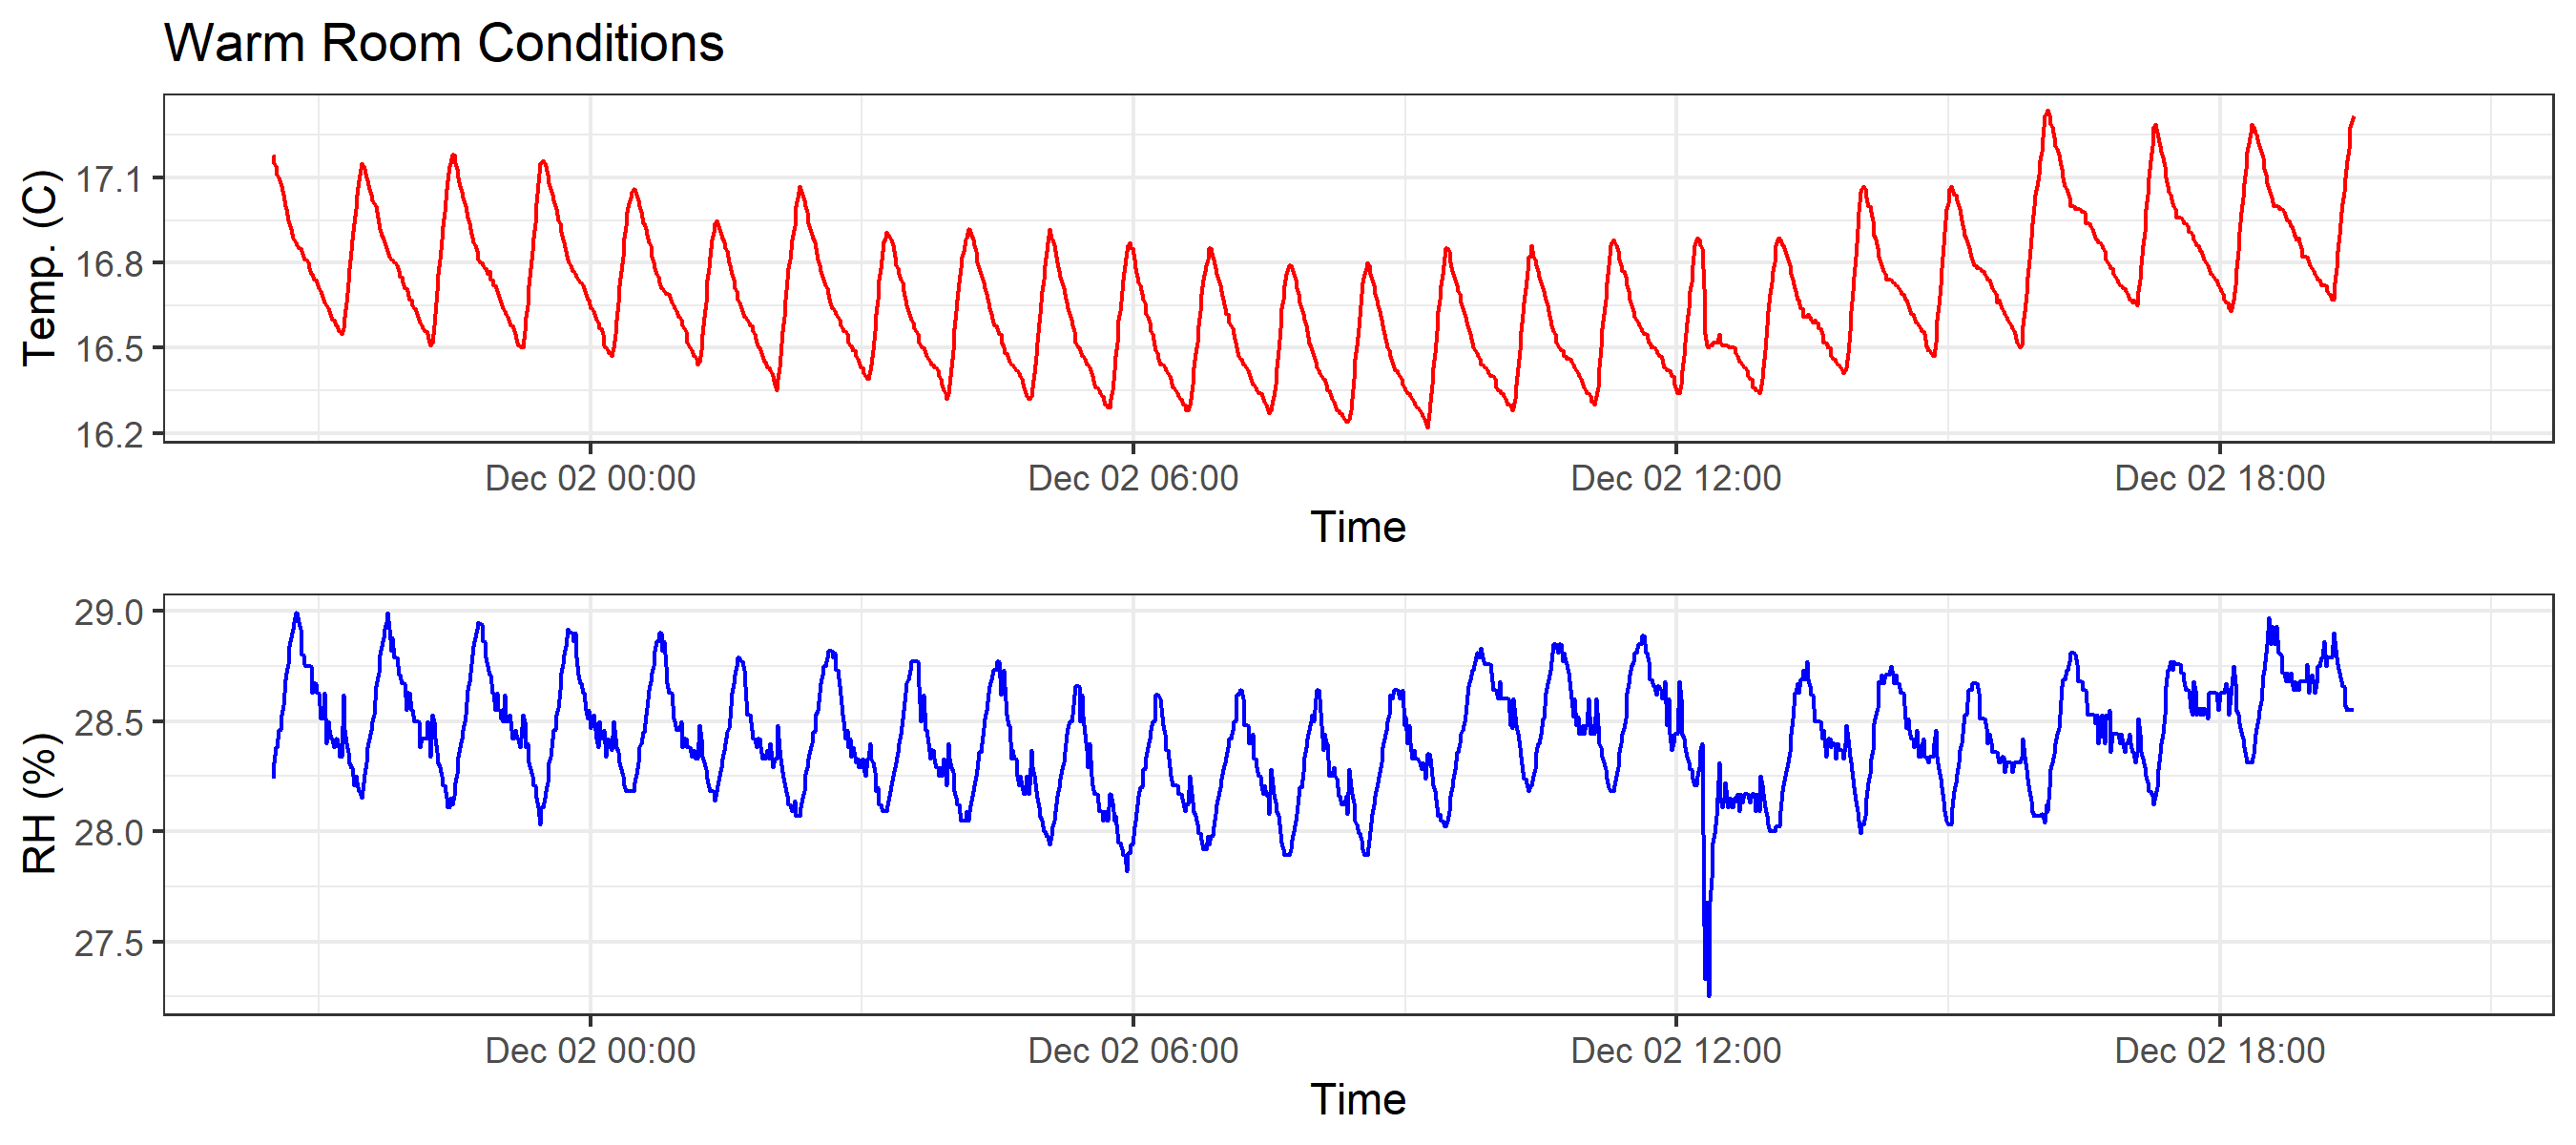 Warm Room Conditions
Temp. (C)
17.1
16.8
16.5
16.2
Dec 02 00:00 Dec 02 06:00 Dec 02 12:00 Dec 02 18:00
Time
RH (%)
29.0
28.5
28.0
27.5
Dec 02 00:00 Dec 02 06:00 Dec 02 12:00 Dec 02 18:00
Time